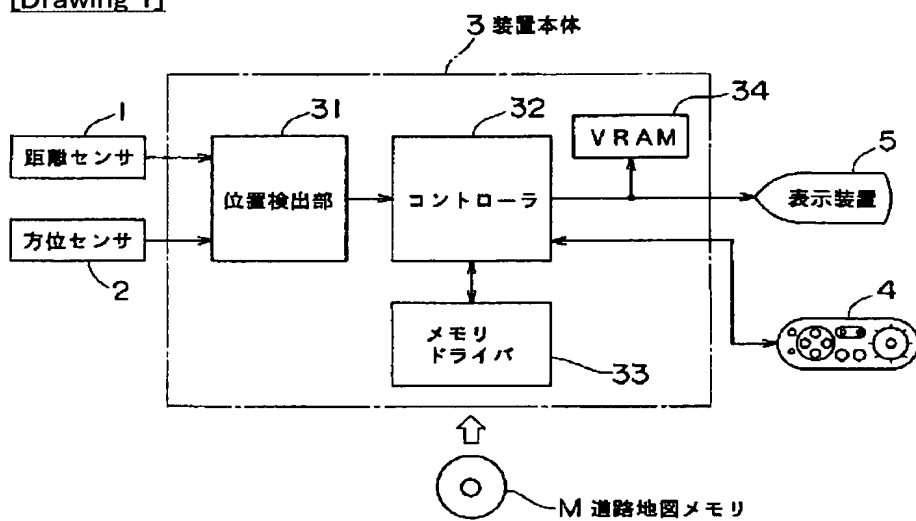 [Drawing 1]
3 装置本体
34
31
32
VRAM
1
5
距離センサ
位置検出部
コントローラ
表示装置
方位センサ
2
4
メモリ
ドライバ
33
M 道路地図メモリ